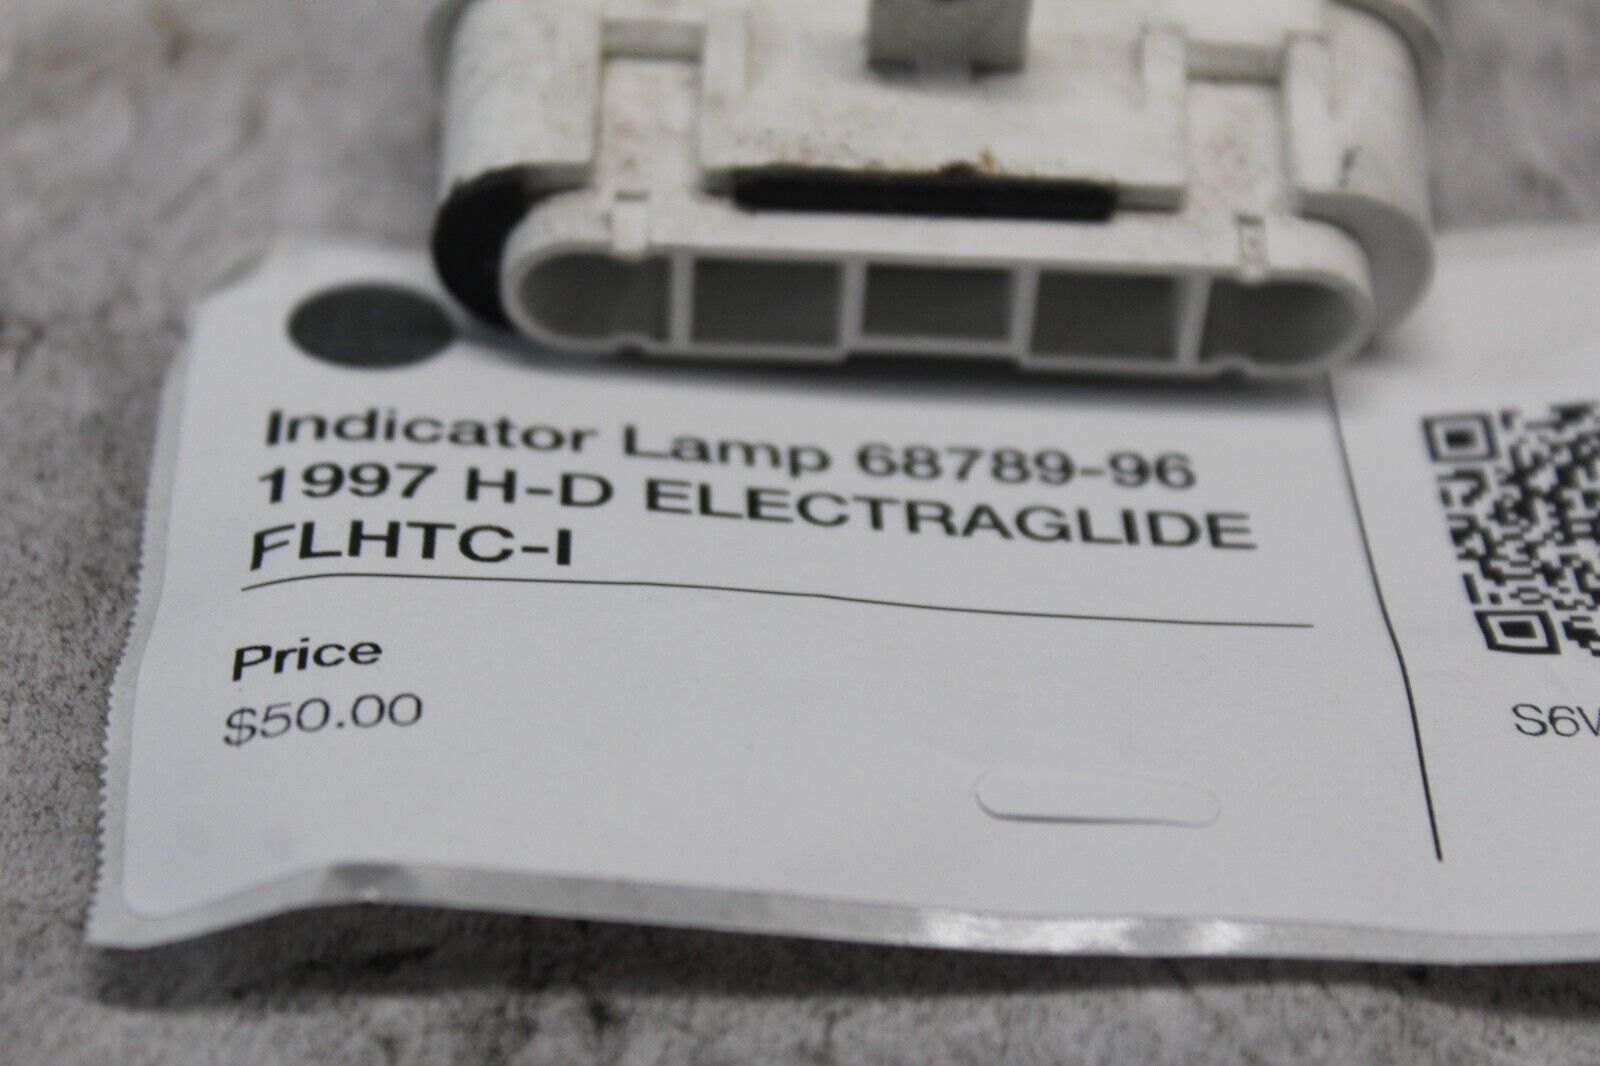 Indicator Lamp 68789-96
1997 H-D ELECTRAGLIDE
FLHTC-I
Price
$50.00